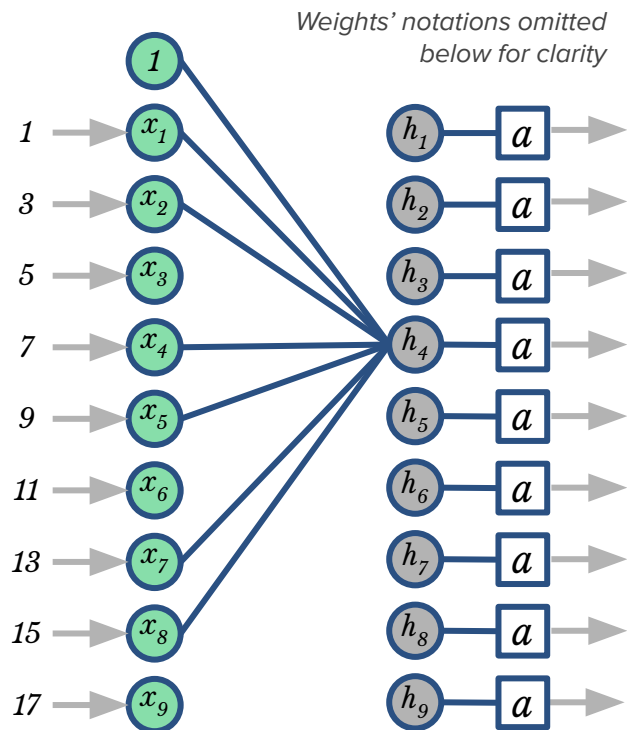 Weights' notations omitted
below for clarity
1
1 x1 h1 a
3 x2 h2 a
5 x3 h3 a
7 x4 h4 a
9 x5 h5 a
11 x6 h6 a
13 x7 h7 a
15 x8 h8 a
17 x9 h9 a